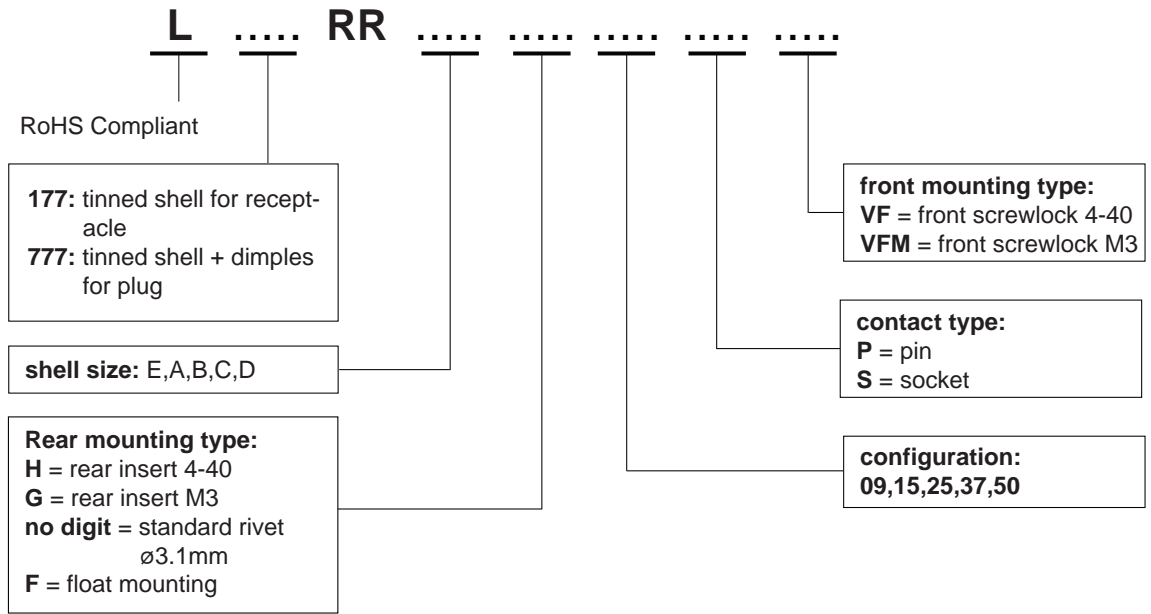 L ..... RR ..... ..... ..... ..... .....
RoHS Compliant
177: tinned shell for recept-
acle
777: tinned shell + dimples
for plug
shell size: E,A,B,C,D
Rear mounting type:
H = rear insert 4-40
G = rear insert M3
no digit = standard rivet
ø3.1mm
F = float mounting
front mounting type:
VF = front screwlock 4-40
VFM = front screwlock M3
contact type:
P = pin
S = socket
configuration:
09,15,25,37,50